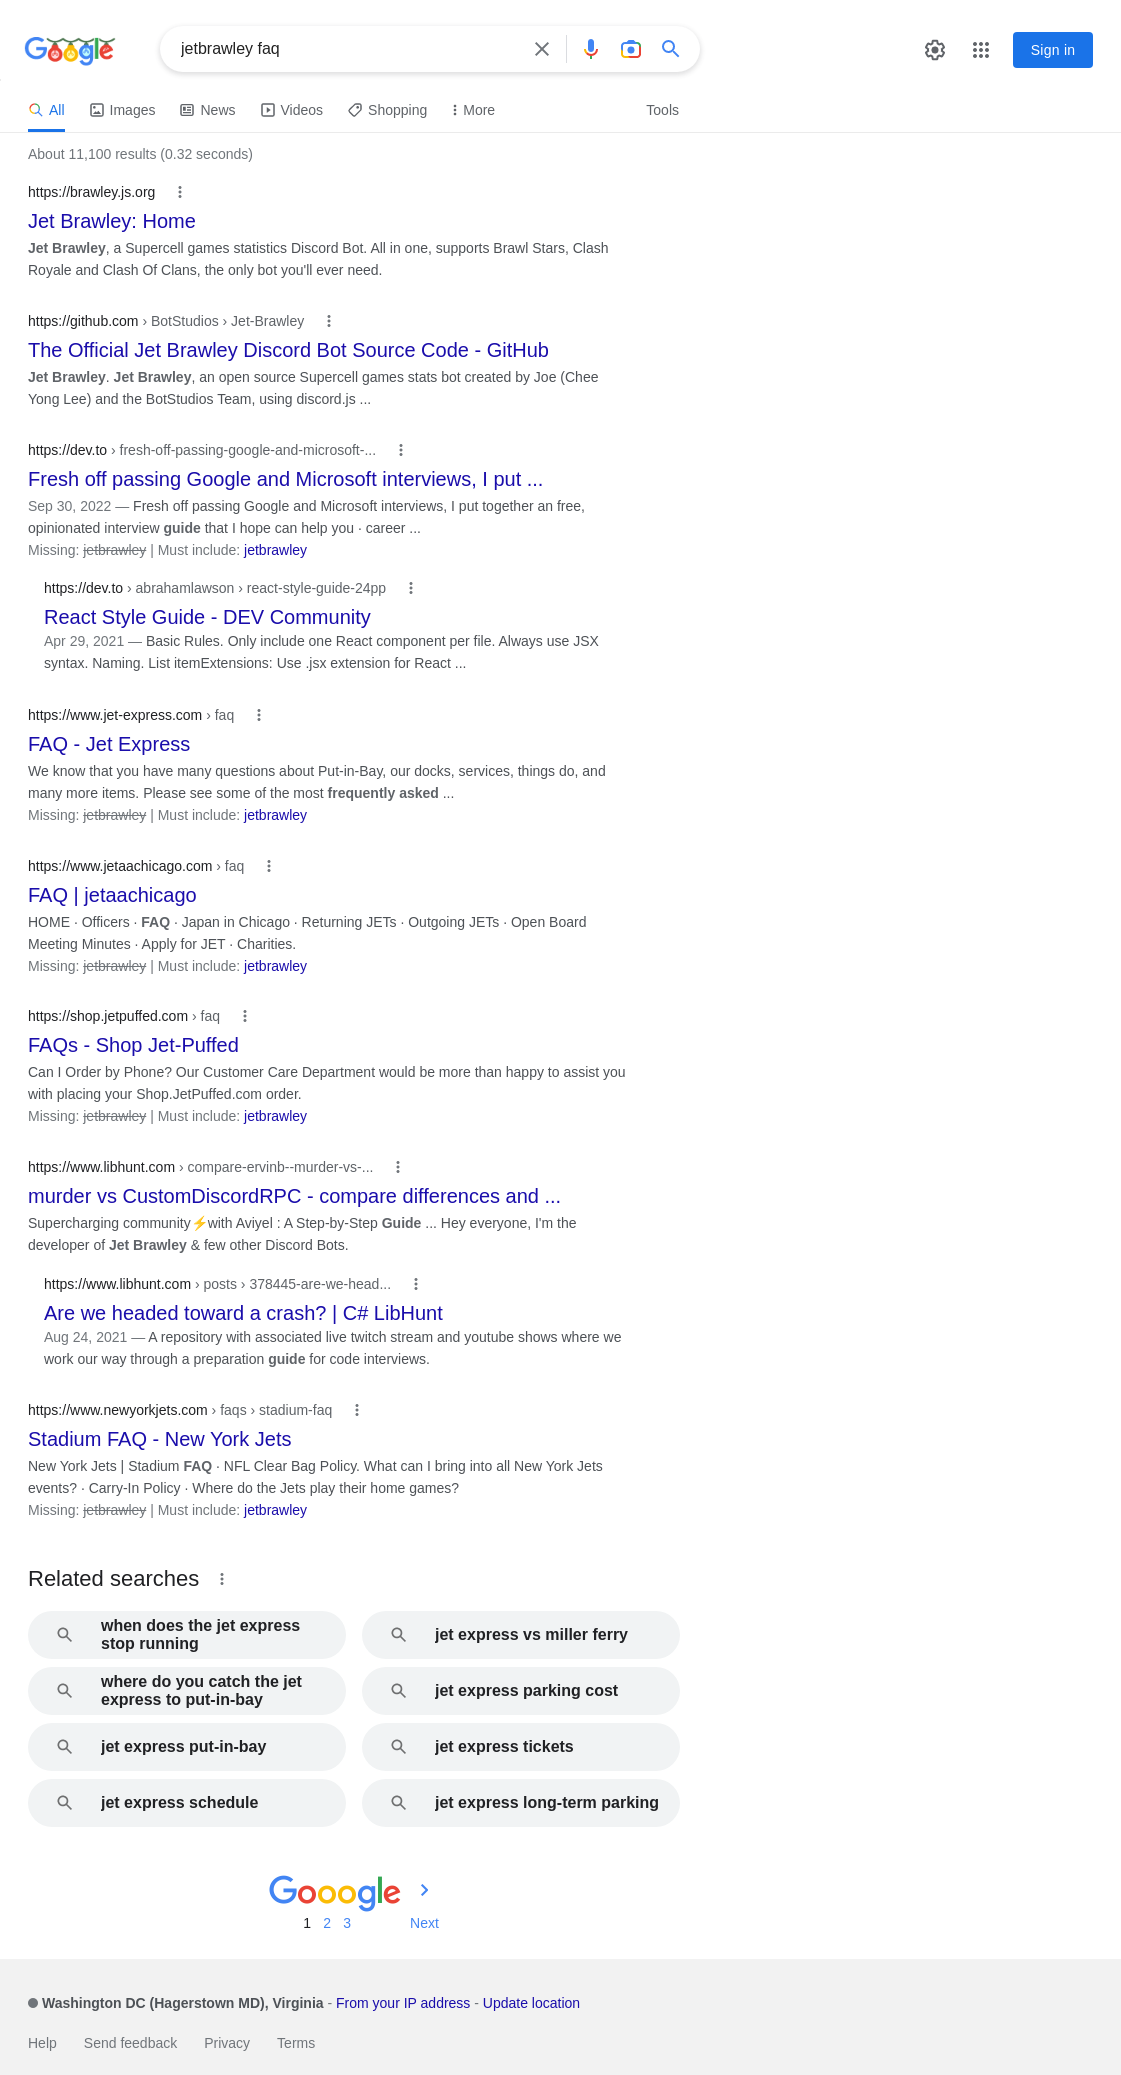 Google
jetbrawley faq
Sign in
All Images News Videos Shopping More Tools
About 11,100 results (0.32 seconds)
https://brawley.js.org
Jet Brawley: Home
Jet Brawley, a Supercell games statistics Discord Bot. All in one, supports Brawl Stars, Clash
Royale and Clash Of Clans, the only bot you'll ever need.
https://github.com › BotStudios › Jet-Brawley
The Official Jet Brawley Discord Bot Source Code - GitHub
Jet Brawley. Jet Brawley, an open source Supercell games stats bot created by Joe (Chee
Yong Lee) and the BotStudios Team, using discord.js ...
https://dev.to › fresh-off-passing-google-and-microsoft-...
Fresh off passing Google and Microsoft interviews, I put ...
Sep 30, 2022 — Fresh off passing Google and Microsoft interviews, I put together an free,
opinionated interview guide that I hope can help you · career ...
Missing: jetbrawley | Must include: jetbrawley
https://dev.to › abrahamlawson › react-style-guide-24pp
React Style Guide - DEV Community
Apr 29, 2021 — Basic Rules. Only include one React component per file. Always use JSX
syntax. Naming. List itemExtensions: Use .jsx extension for React ...
https://www.jet-express.com › faq
FAQ - Jet Express
We know that you have many questions about Put-in-Bay, our docks, services, things do, and
many more items. Please see some of the most frequently asked ...
Missing: jetbrawley | Must include: jetbrawley
https://www.jetaachicago.com › faq
FAQ | jetaachicago
HOME · Officers · FAQ · Japan in Chicago · Returning JETs · Outgoing JETs · Open Board
Meeting Minutes · Apply for JET · Charities.
Missing: jetbrawley | Must include: jetbrawley
https://shop.jetpuffed.com › faq
FAQs - Shop Jet-Puffed
Can I Order by Phone? Our Customer Care Department would be more than happy to assist you
with placing your Shop.JetPuffed.com order.
Missing: jetbrawley | Must include: jetbrawley
https://www.libhunt.com › compare-ervinb--murder-vs-...
murder vs CustomDiscordRPC - compare differences and ...
Supercharging community⚡with Aviyel : A Step-by-Step Guide ... Hey everyone, I'm the
developer of Jet Brawley & few other Discord Bots.
https://www.libhunt.com › posts › 378445-are-we-head...
Are we headed toward a crash? | C# LibHunt
Aug 24, 2021 — A repository with associated live twitch stream and youtube shows where we
work our way through a preparation guide for code interviews.
https://www.newyorkjets.com › faqs › stadium-faq
Stadium FAQ - New York Jets
New York Jets | Stadium FAQ · NFL Clear Bag Policy. What can I bring into all New York Jets
events? · Carry-In Policy · Where do the Jets play their home games?
Missing: jetbrawley | Must include: jetbrawley
Related searches
when does the jet express
stop running
jet express vs miller ferry
where do you catch the jet
express to put-in-bay
jet express parking cost
jet express put-in-bay
jet express tickets
jet express schedule
jet express long-term parking
Gooogle
1 2 3 Next
Washington DC (Hagerstown MD), Virginia - From your IP address - Update location
Help Send feedback Privacy Terms